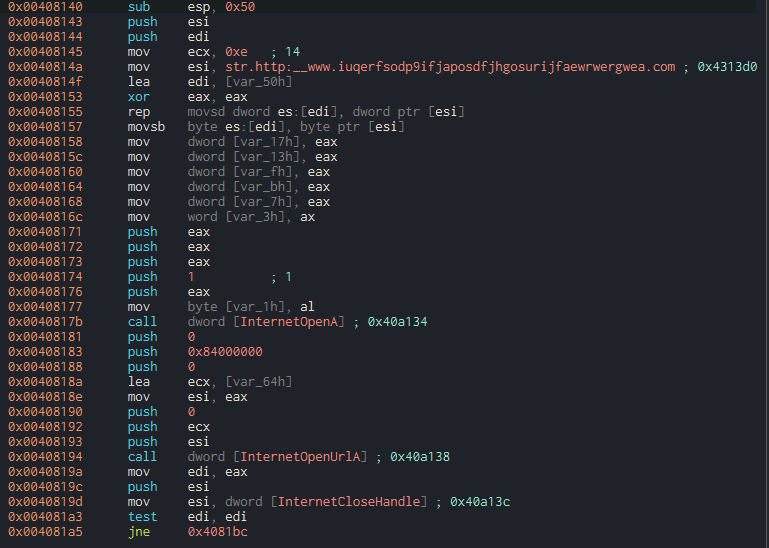 0x00408140 sub esp, 0x50
0x00408143 push esi
0x00408144 push edi
0x00408145 mov ecx, 0xe ; 14
0x0040814a mov esi, str.http:__www.iuqerfsodp9ifjaposdfjhgosurijfaewrwergwea.com ; 0x4313d0
0x0040814f lea edi, [var_50h]
0x00408153 xor eax, eax
0x00408155 rep movsd dword es:[edi], dword ptr [esi]
0x00408157 movsb byte es:[edi], byte ptr [esi]
0x00408158 mov dword [var_17h], eax
0x0040815c mov dword [var_13h], eax
0x00408160 mov dword [var_fh], eax
0x00408164 mov dword [var_bh], eax
0x00408168 mov dword [var_7h], eax
0x0040816c mov word [var_3h], ax
0x00408171 push eax
0x00408172 push eax
0x00408173 push eax
0x00408174 push 1 ; 1
0x00408176 push eax
0x00408177 mov byte [var_1h], al
0x0040817b call dword [InternetOpenA] ; 0x40a134
0x00408181 push 0
0x00408183 push 0x84000000
0x00408188 push 0
0x0040818a lea ecx, [var_64h]
0x0040818e mov esi, eax
0x00408190 push 0
0x00408192 push ecx
0x00408193 push esi
0x00408194 call dword [InternetOpenUrlA] ; 0x40a138
0x0040819a mov edi, eax
0x0040819c push esi
0x0040819d mov esi, dword [InternetCloseHandle] ; 0x40a13c
0x004081a3 test edi, edi
0x004081a5 jne 0x4081bc